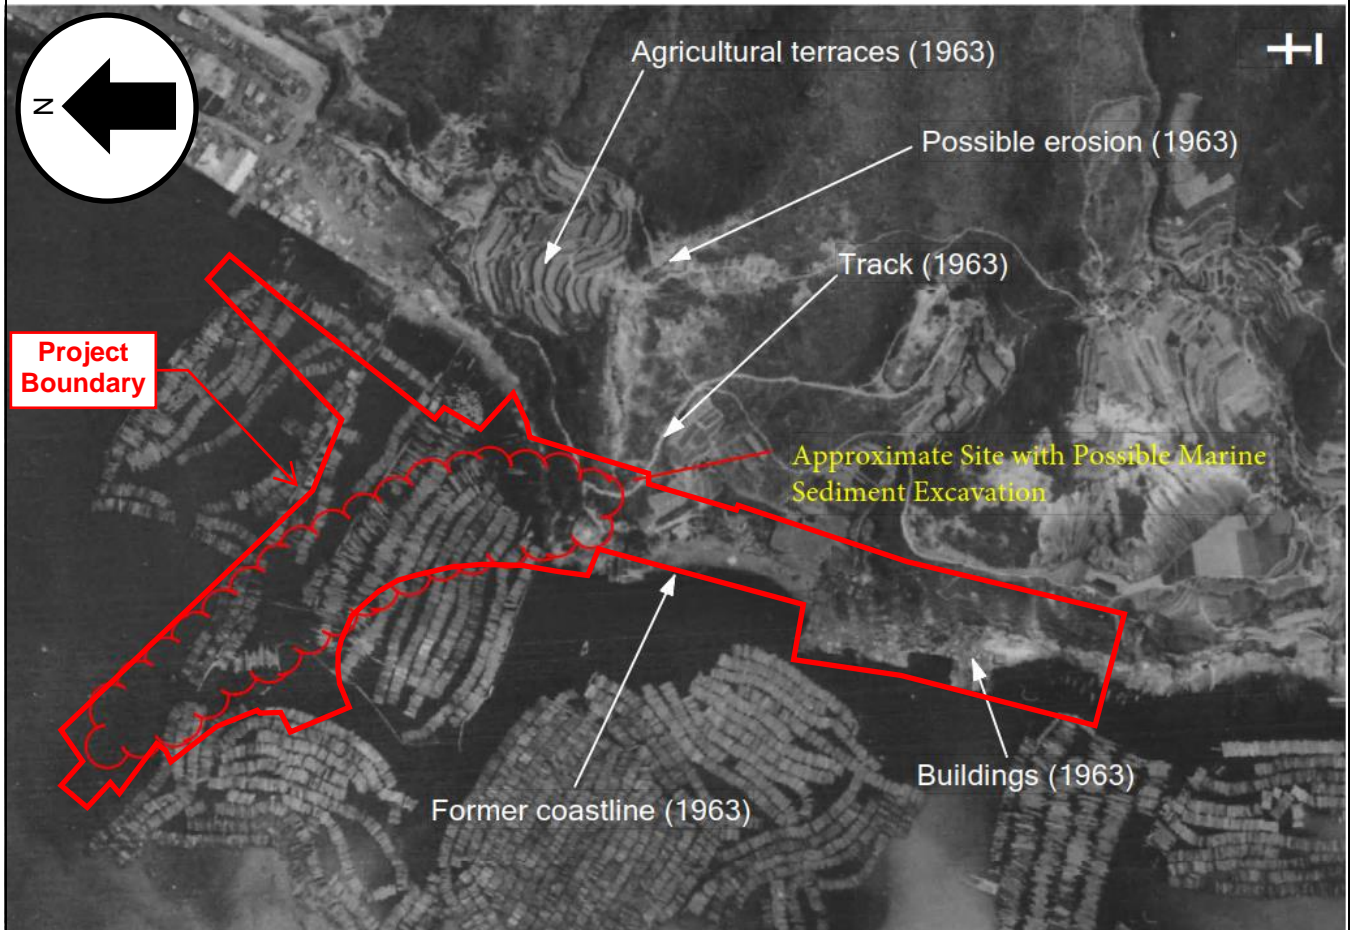 N
Agricultural terraces (1963)
Possible erosion (1963)
Track (1963)
Project
Boundary
Approximate Site with Possible Marine
Sediment Excavation
Buildings (1963)
Former coastline (1963)